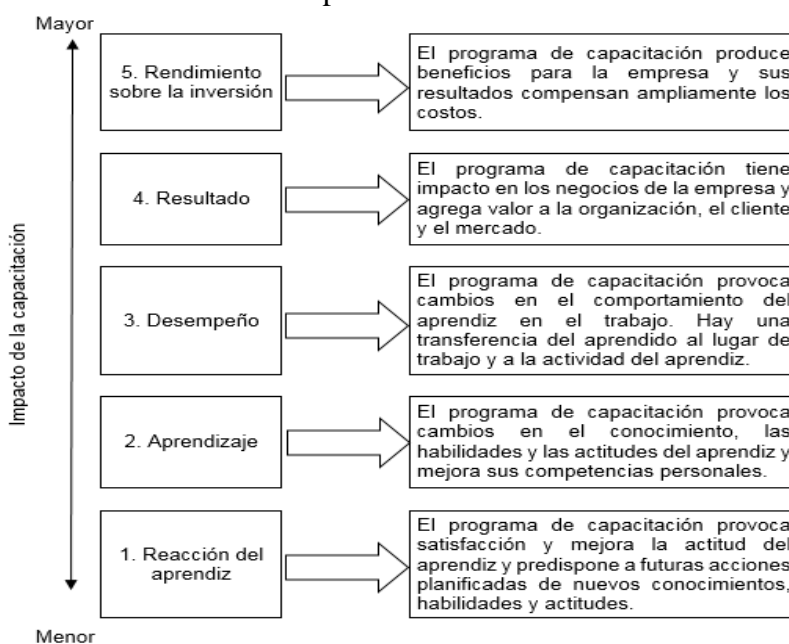 Mayor
5. Rendimiento
sobre la inversión
El programa de capacitación produce
beneficios para la empresa y sus
resultados compensan ampliamente los
costos.
4. Resultado
El programa de capacitación tiene
impacto en los negocios de la empresa y
agrega valor a la organización, el cliente
y el mercado.
Impacto de la capacitación
3. Desempeño
El programa de capacitación provoca
cambios en el comportamiento del
aprendiz en el trabajo. Hay una
transferencia del aprendido al lugar de
trabajo y a la actividad del aprendiz.
2. Aprendizaje
El programa de capacitación provoca
cambios en el conocimiento, las
habilidades y las actitudes del aprendiz y
mejora sus competencias personales.
1. Reacción del
aprendiz
El programa de capacitación provoca
satisfacción y mejora la actitud del
aprendiz y predispone a futuras acciones
planificadas de nuevos conocimientos,
habilidades y actitudes.
Menor